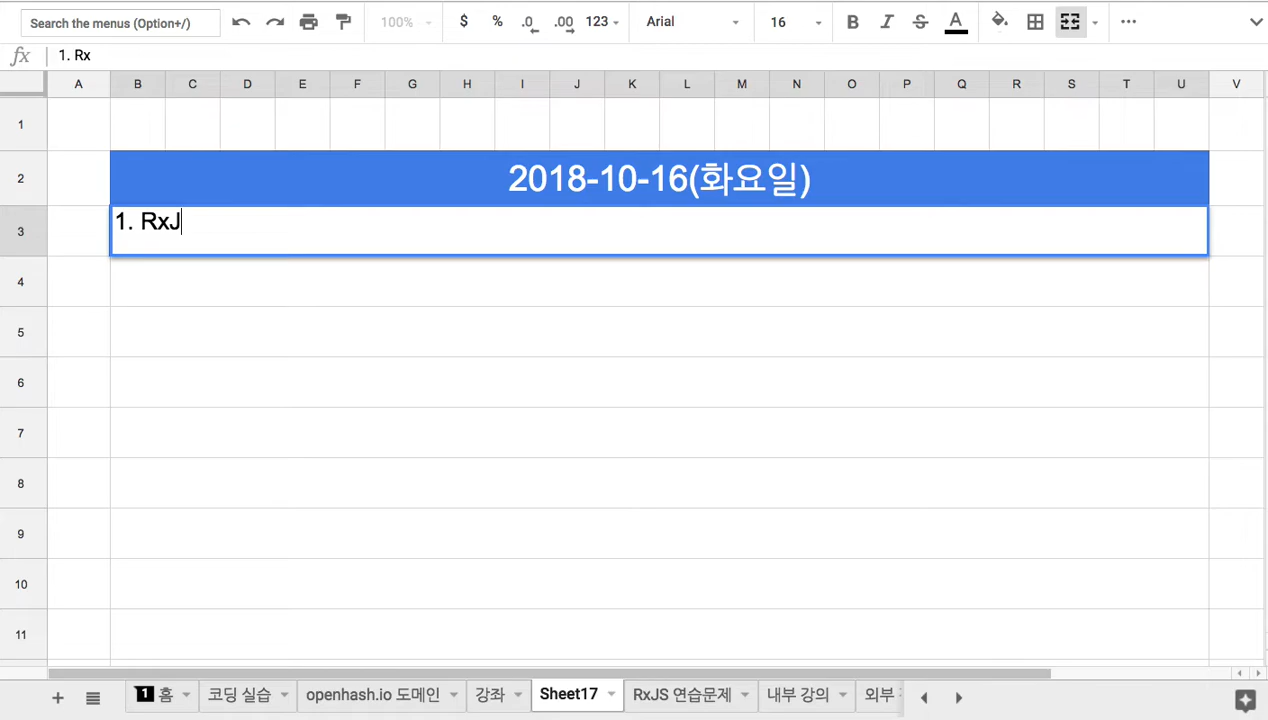 Search the menus (Option+/)
100%
$ % .0 .00 123
Arial
16
B I S A
fx 1. Rx
A B C D E F G H I J K L M N O P Q R S T U V
1
2 2018-10-16(화요일)
3 1. RxJ
4
5
6
7
8
9
10
11
1 홈 코딩 실습 openhash.io 도메인 강좌 Sheet17 RxJS 연습문제 내부 강의 외부